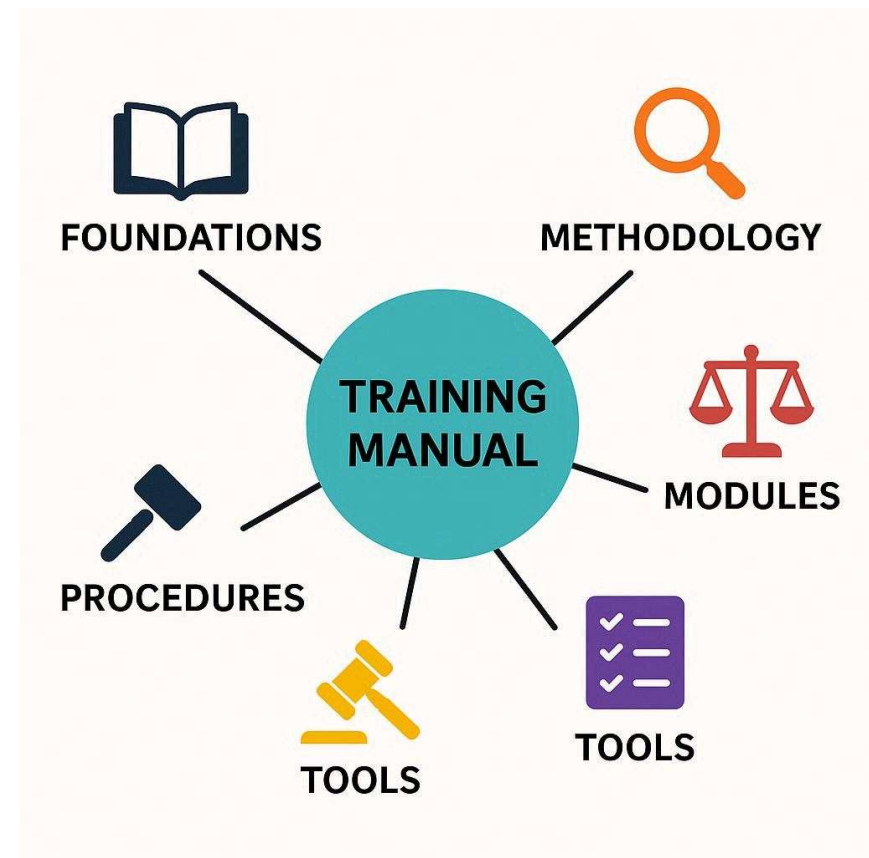 FOUNDATIONS
METHODOLOGY
TRAINING
MANUAL
MODULES
PROCEDURES
TOOLS
TOOLS